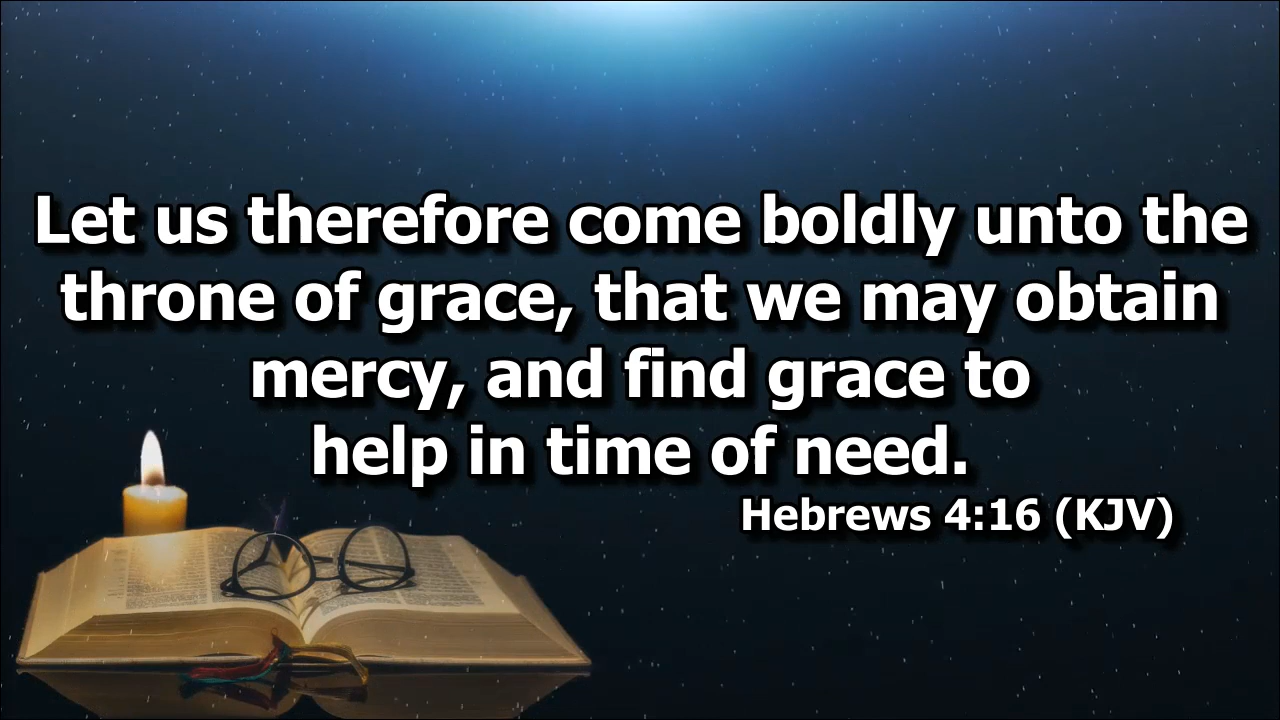 Let us therefore come boldly unto the
throne of grace, that we may obtain
mercy, and find grace to
help in time of need.
Hebrews 4:16 (KJV)